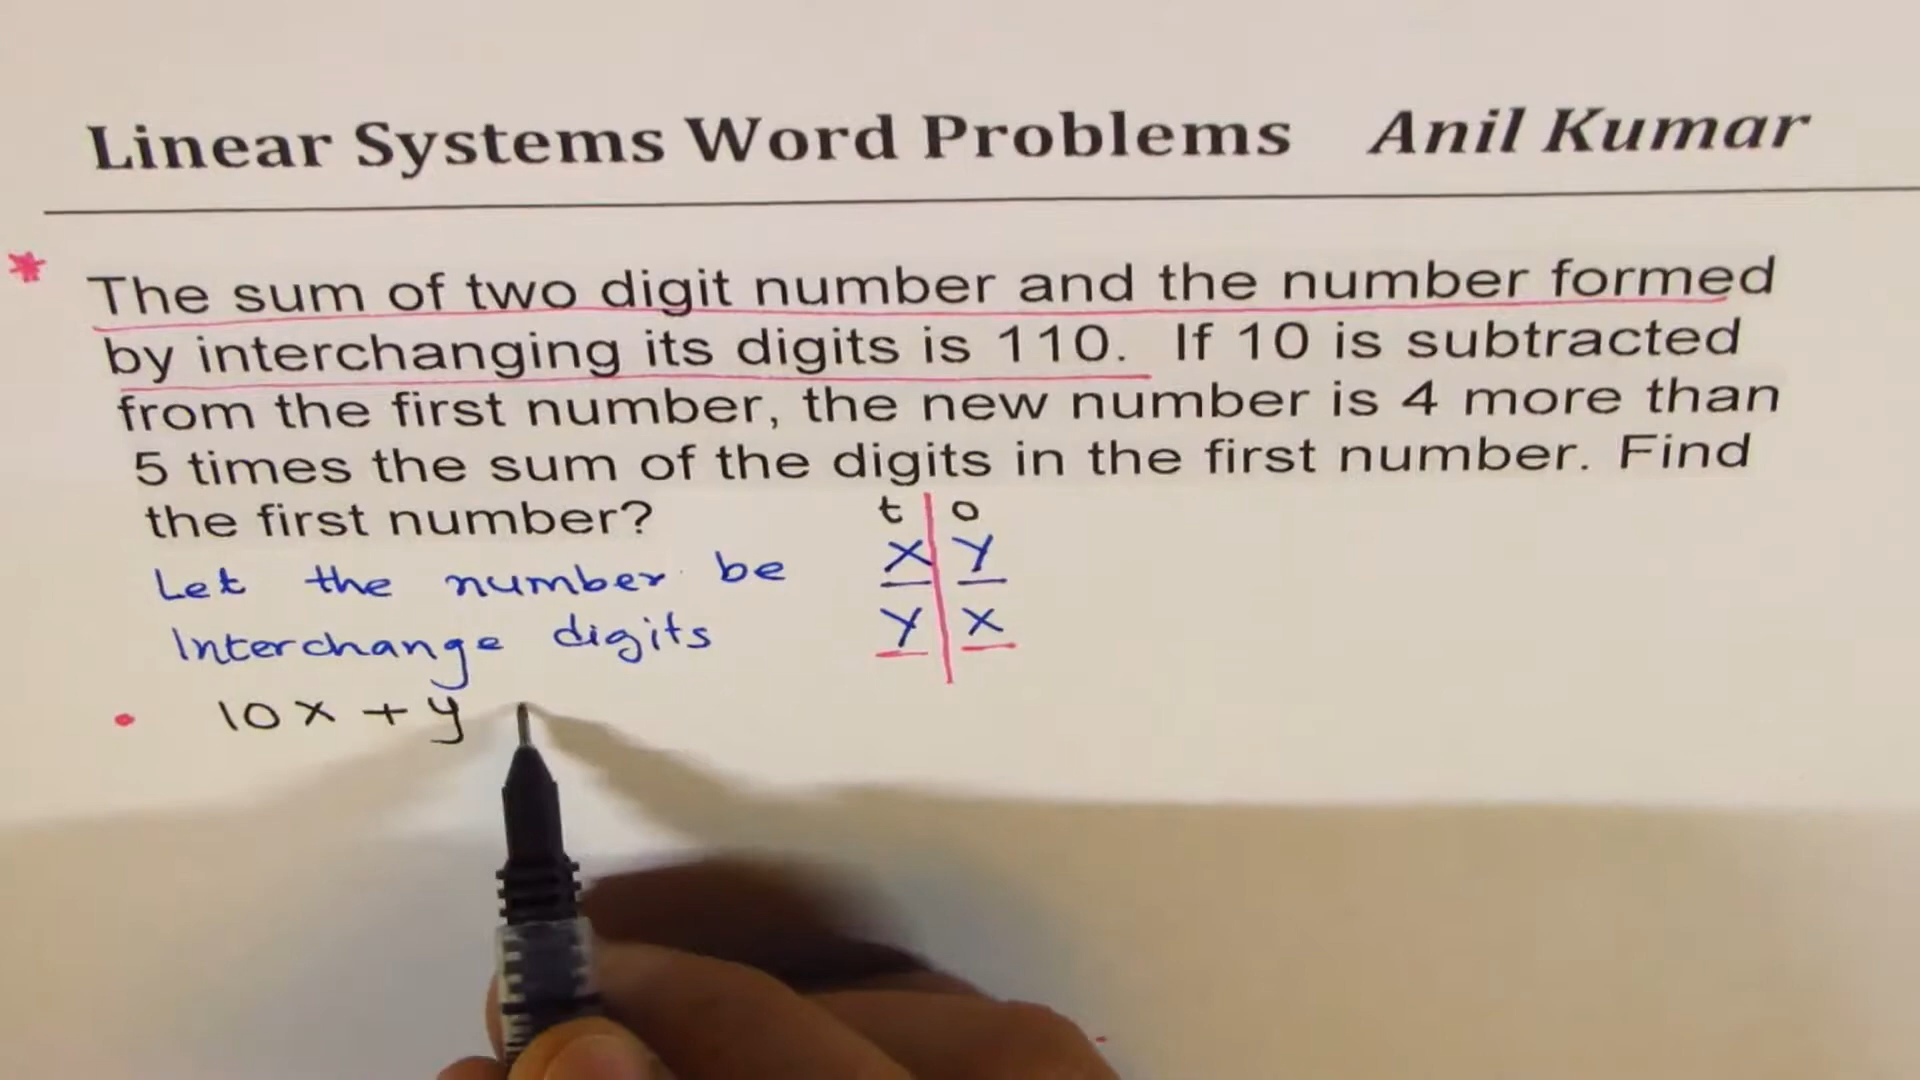 Linear Systems Word Problems Anil Kumar
* The sum of two digit number and the number formed
by interchanging its digits is 110. If 10 is subtracted
from the first number, the new number is 4 more than
5 times the sum of the digits in the first number. Find
the first number?
t o
Let the number be x y
Interchange digits y x
• 10x + y